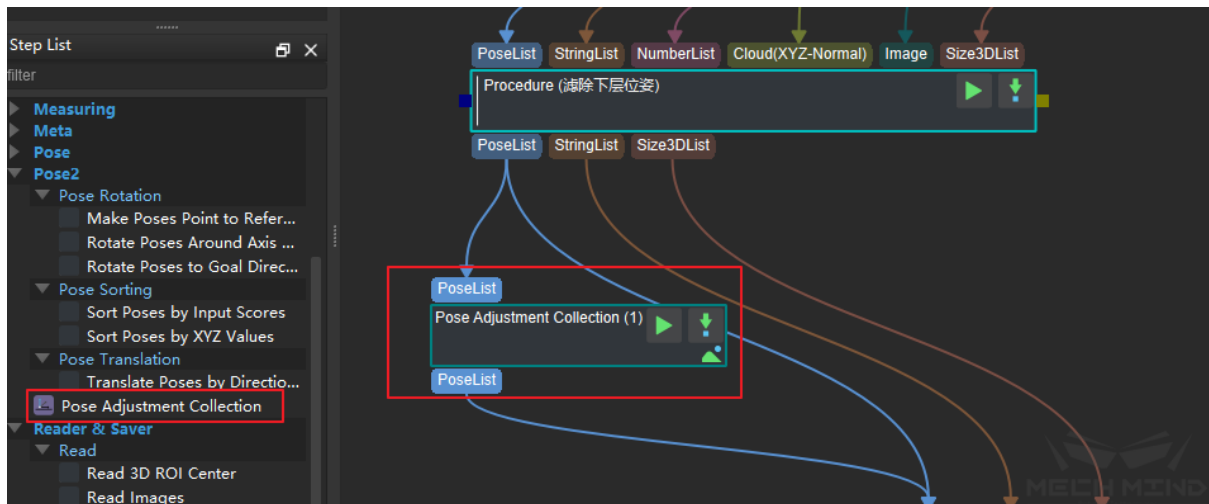 Step List
filter
Measuring
Meta
Pose
Pose2
Pose Rotation
Make Poses Point to Refer...
Rotate Poses Around Axis ...
Rotate Poses to Goal Direc...
Pose Sorting
Sort Poses by Input Scores
Sort Poses by XYZ Values
Pose Translation
Translate Poses by Directio...
Pose Adjustment Collection
Reader & Saver
Read
Read 3D ROI Center
Read Images
PoseList StringList NumberList Cloud(XYZ-Normal) Image Size3DList
Procedure (滤除下层位姿)
PoseList StringList Size3DList
PoseList
Pose Adjustment Collection (1)
PoseList
MECH MIND